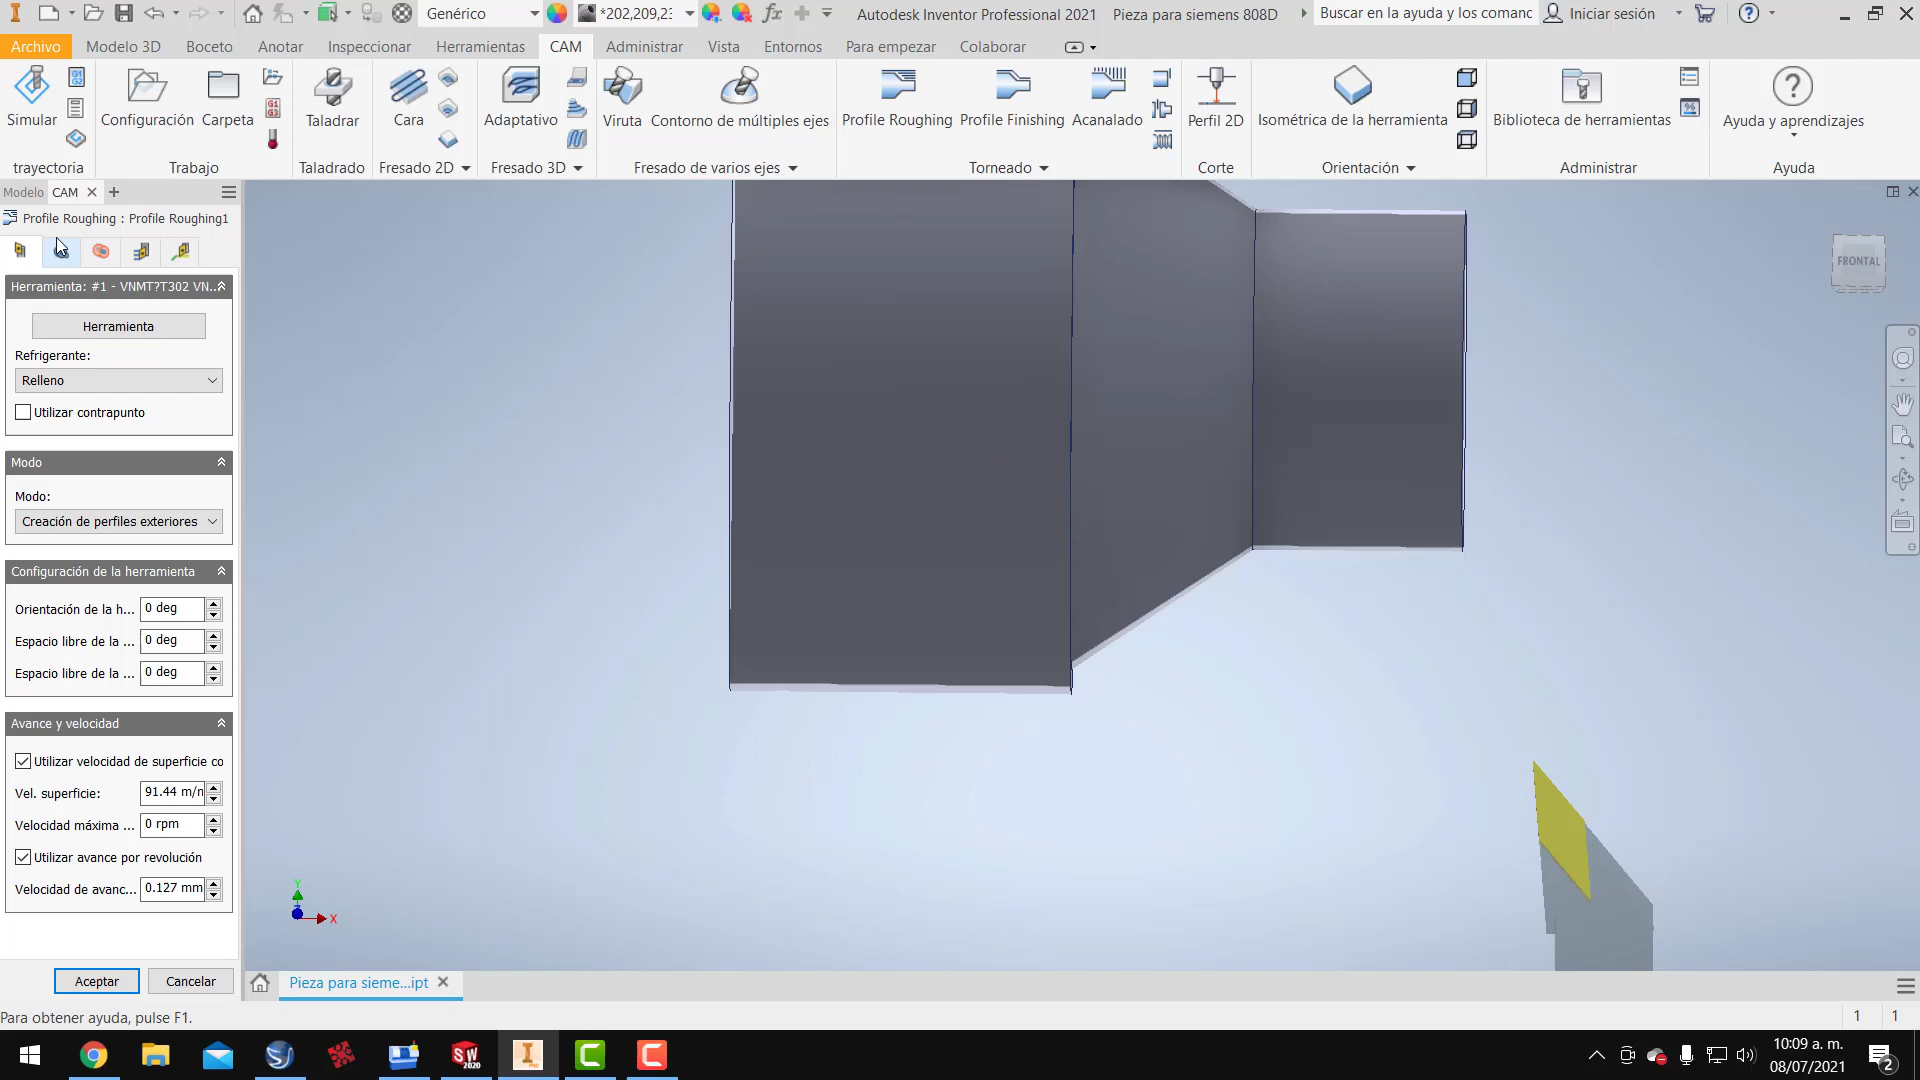 Genérico
*202,209,23
Autodesk Inventor Professional 2021 Pieza para siemens 808D
Buscar en la ayuda y los comanc
Iniciar sesión
Archivo Modelo 3D Boceto Anotar Inspeccionar Herramientas CAM Administrar Vista Entornos Para empezar Colaborar
Simular Configuración Carpeta Taladrar Cara Adaptativo Viruta Contorno de múltiples ejes Profile Roughing Profile Finishing Acanalado Perfil 2D Isométrica de la herramienta Biblioteca de herramientas Ayuda y aprendizajes
trayectoria Trabajo Taladrado Fresado 2D Fresado 3D Fresado de varios ejes Torneado Corte Orientación Administrar Ayuda
Modelo CAM
Profile Roughing : Profile Roughing1
Herramienta: #1 - VNMT?T302 VN...
Herramienta
Refrigerante:
Relleno
Utilizar contrapunto
Modo
Modo:
Creación de perfiles exteriores
Configuración de la herramienta
Orientación de la h... 0 deg
Espacio libre de la ... 0 deg
Espacio libre de la ... 0 deg
Avance y velocidad
Utilizar velocidad de superficie co
Vel. superficie: 91.44 m/n
Velocidad máxima ... 0 rpm
Utilizar avance por revolución
Velocidad de avanc... 0.127 mm
Aceptar Cancelar
FRONTAL
Y
X
Pieza para sieme...ipt
Para obtener ayuda, pulse F1.
1 1
SW
2020
PRO
10:09 a. m.
08/07/2021
2